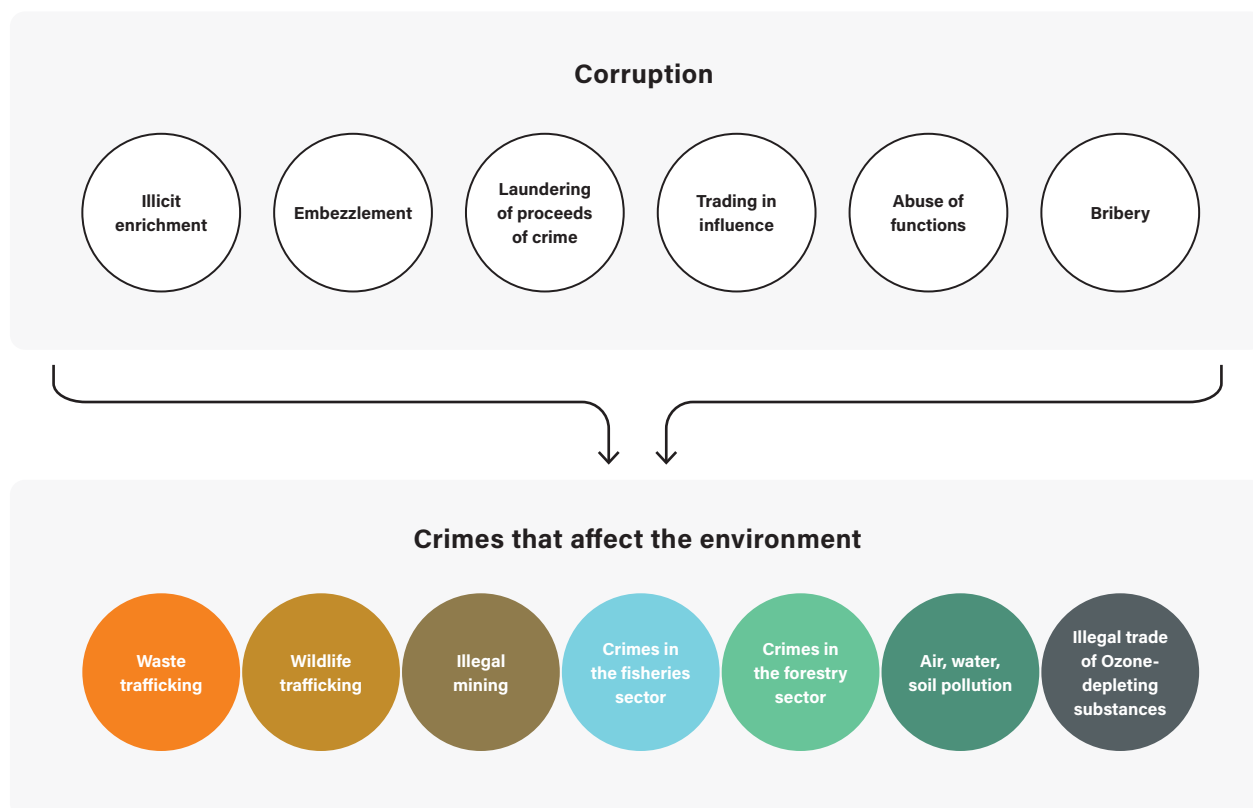 Corruption
Illicit
enrichment
Embezzlement
Laundering
of proceeds
of crime
Trading in
influence
Abuse of
functions
Bribery
Crimes that affect the environment
Waste
trafficking
Wildlife
trafficking
Illegal
mining
Crimes in
the fisheries
sector
Crimes in
the forestry
sector
Air, water,
soil pollution
Illegal trade
of Ozone-
depleting
substances